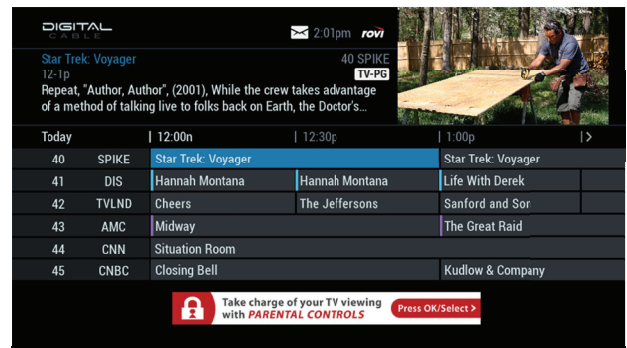 DIGITAL
CABLE
2:01pm rovi
Star Trek: Voyager 40 SPIKE
12-1p TV-PG
Repeat, "Author, Author", (2001), While the crew takes advantage
of a method of talking live to folks back on Earth, the Doctor's...
Today 12:00n 12:30p 1:00p >
40 SPIKE Star Trek: Voyager Star Trek: Voyager
41 DIS Hannah Montana Hannah Montana Life With Derek
42 TVLND Cheers The Jeffersons Sanford and Son
43 AMC Midway The Great Raid
44 CNN Situation Room
45 CNBC Closing Bell Kudlow & Company
Take charge of your TV viewing
with PARENTAL CONTROLS
Press OK/Select >